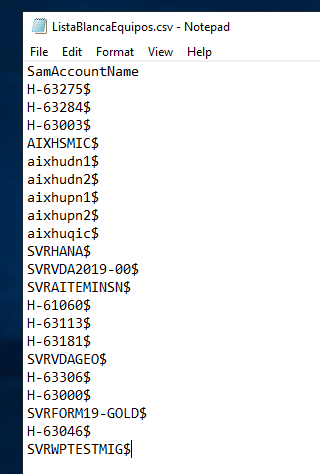 ListaBlancaEquipos.csv - Notepad
File Edit Format View Help
SamAccountName
H-63275$
H-63284$
H-63003$
AIXHSMIC$
aixhudn1$
aixhudn2$
aixhupn1$
aixhupn2$
aixhuqic$
SVRHANA$
SVRVDA2019-00$
SVRAITEMINSN$
H-61060$
H-63113$
H-63181$
SVRVDAGEO$
H-63306$
H-63000$
SVRFORM19-GOLD$
H-63046$
SVRWPTESTMIG$